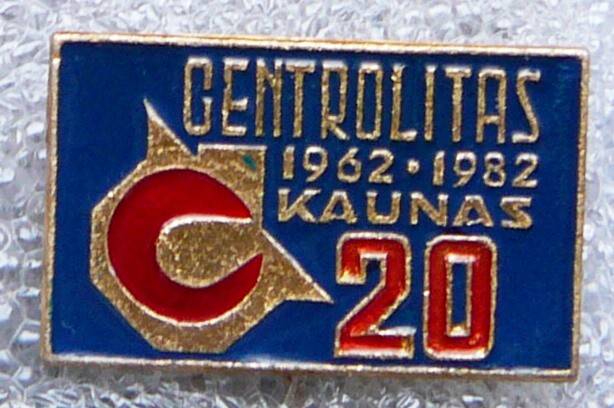 CENTROLITAS
1962 • 1982
KAUNAS
20